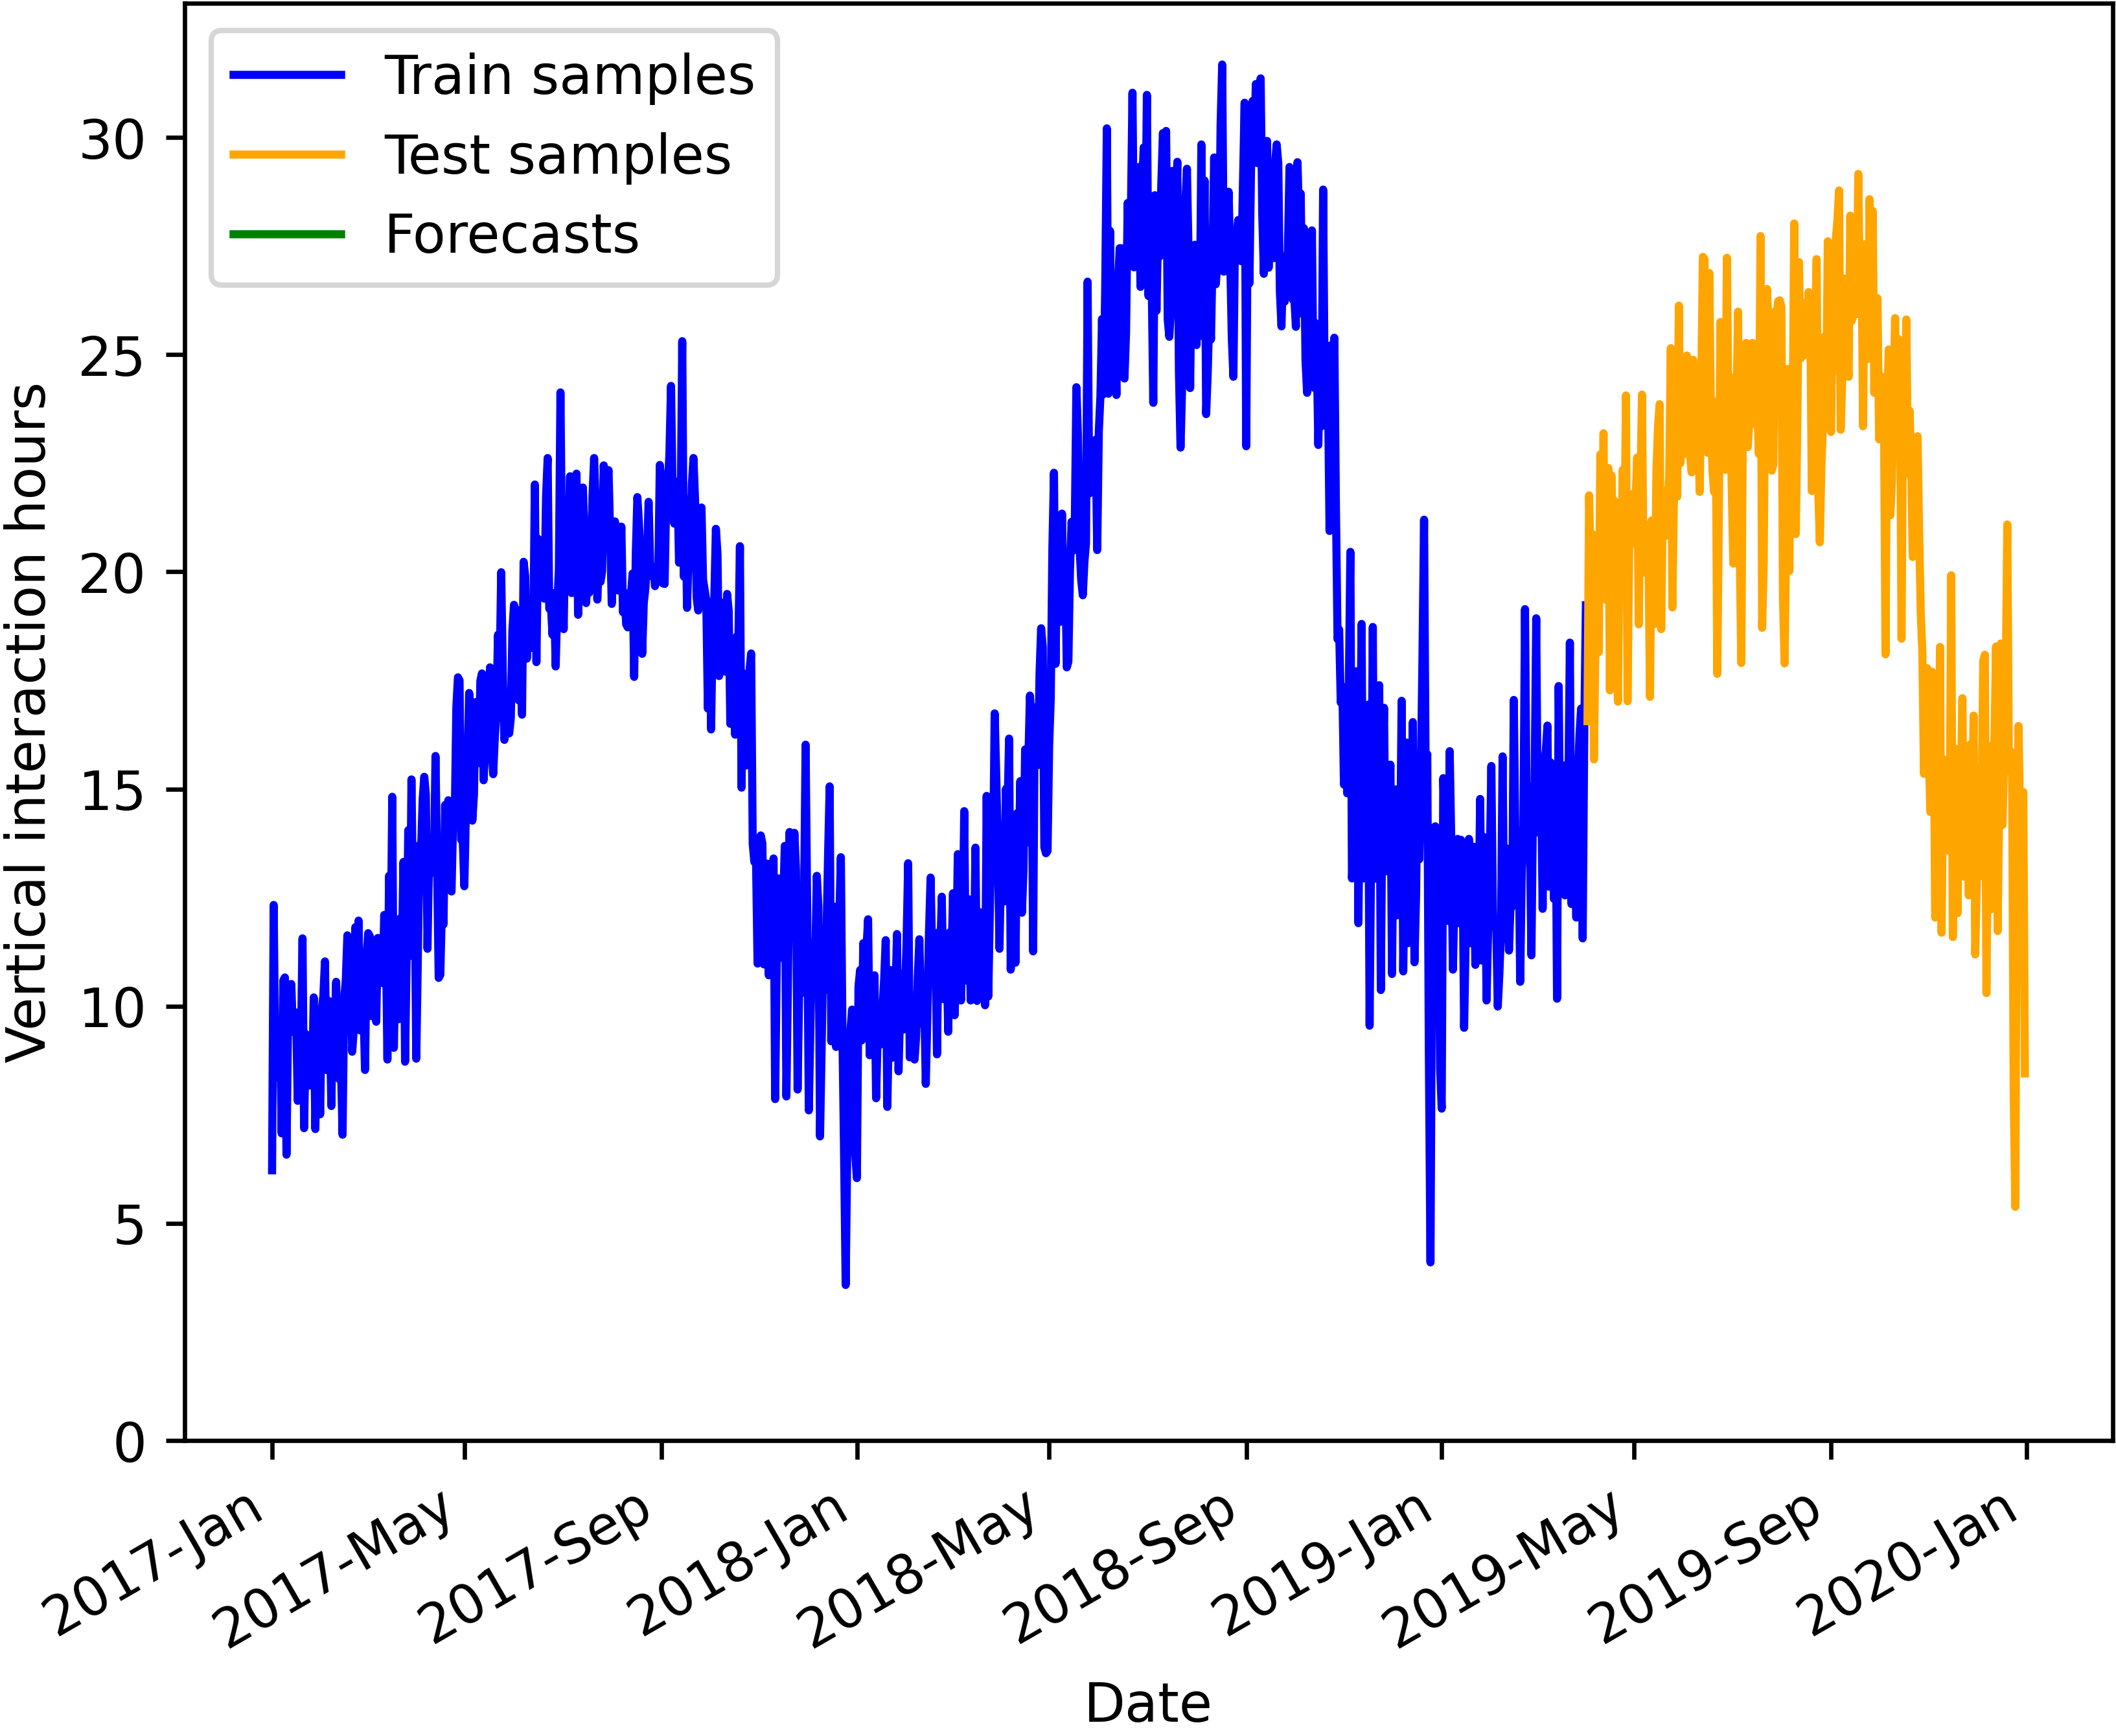 Train samples
Test samples
Forecasts
Vertical interaction hours
30
25
20
15
10
5
0
2017-Jan
2017-May
2017-Sep
2018-Jan
2018-May
2018-Sep
2019-Jan
2019-May
2019-Sep
2020-Jan
Date